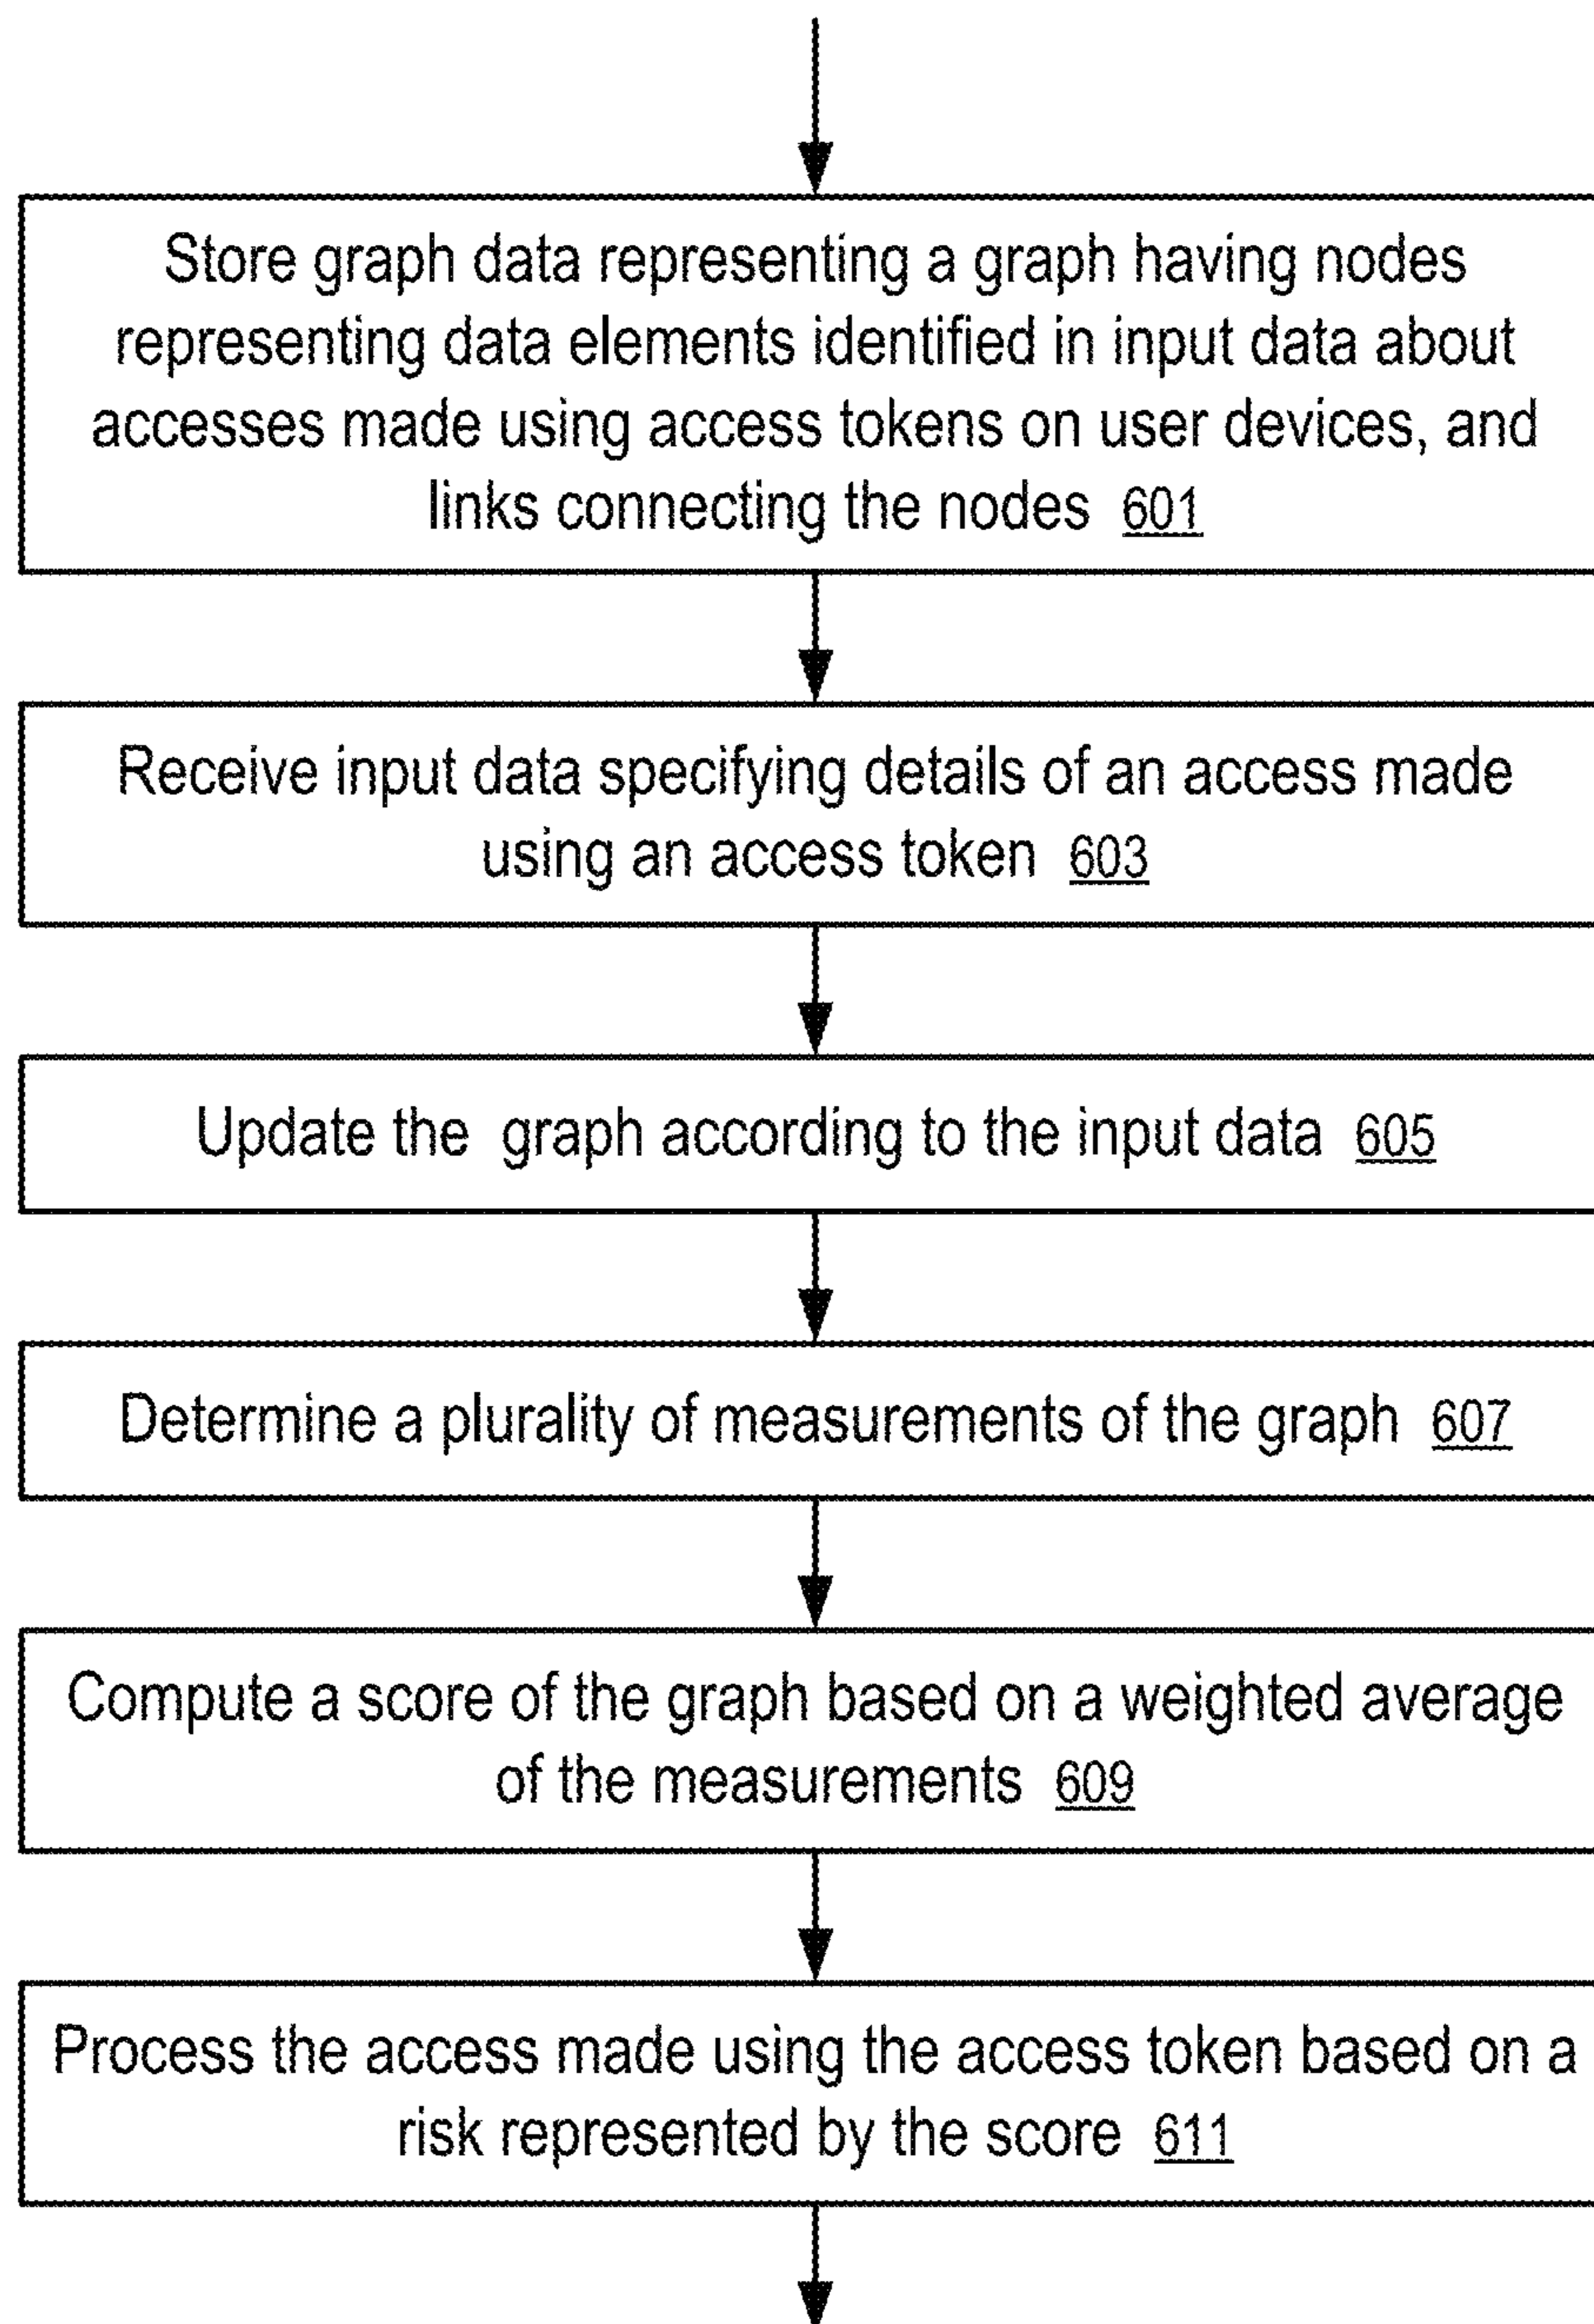 Store graph data representing a graph having nodes
representing data elements identified in input data about
accesses made using access tokens on user devices, and
links connecting the nodes 601
Receive input data specifying details of an access made
using an access token 603
Update the graph according to the input data 605
Determine a plurality of measurements of the graph 607
Compute a score of the graph based on a weighted average
of the measurements 609
Process the access made using the access token based on a
risk represented by the score 611